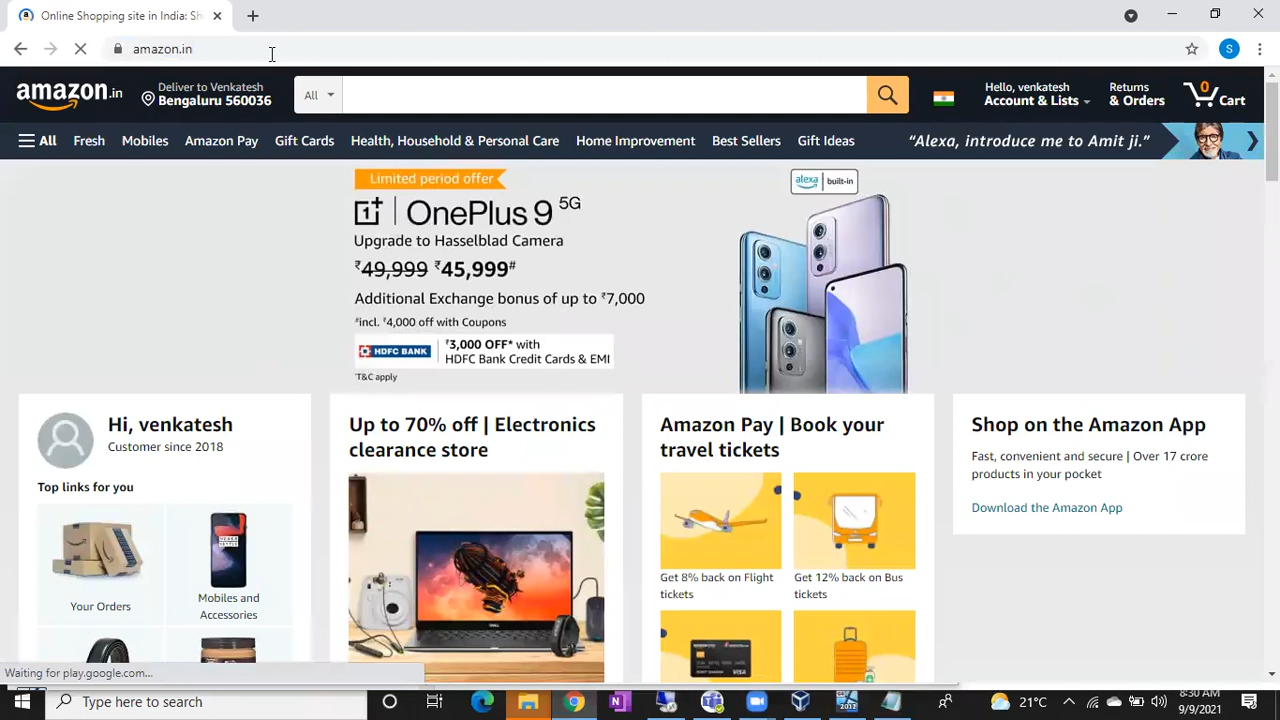 Online Shopping site in India: Sh
amazon.in
S
amazon.in
Deliver to Venkatesh
Bengaluru 560036
All
Hello, venkatesh
Account & Lists
Returns
& Orders
0
Cart
All
Fresh
Mobiles
Amazon Pay
Gift Cards
Health, Household & Personal Care
Home Improvement
Best Sellers
Gift Ideas
“Alexa, introduce me to Amit ji.”
Limited period offer
alexa | built-in
1+ | OnePlus 9 5G
Upgrade to Hasselblad Camera
₹49,999 ₹45,999#
Additional Exchange bonus of up to ₹7,000
#incl. ₹4,000 off with Coupons
HDFC BANK
₹3,000 OFF* with
HDFC Bank Credit Cards & EMI
*T&C apply
Hi, venkatesh
Customer since 2018
Top links for you
Your Orders
Mobiles and
Accessories
Up to 70% off | Electronics
clearance store
DELL
Amazon Pay | Book your
travel tickets
Get 8% back on Flight
tickets
Get 12% back on Bus
tickets
VISA
Shop on the Amazon App
Fast, convenient and secure | Over 17 crore
products in your pocket
Download the Amazon App
Waiting for play.google.com...
Type here to search
21°C
8:30 AM
9/9/2021